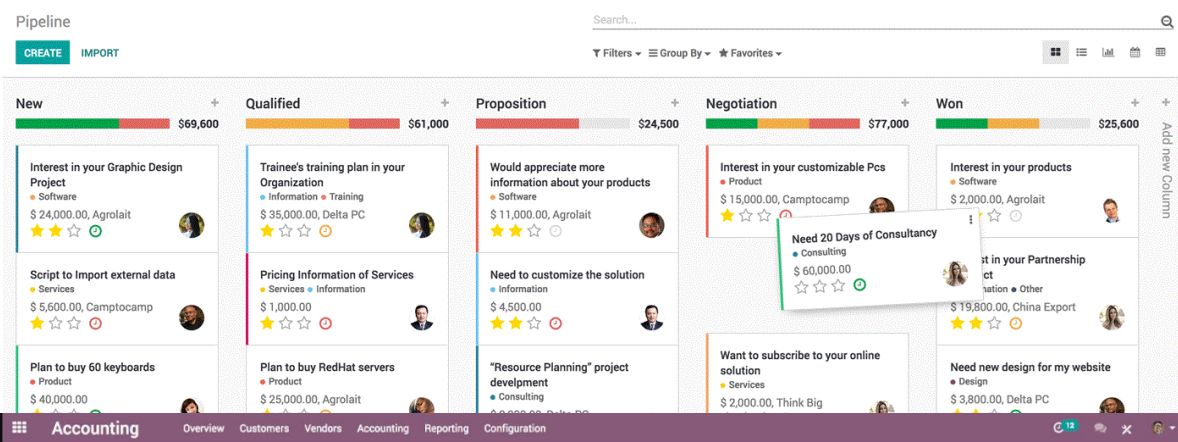 Pipeline
Search...
CREATE IMPORT
Filters Group By Favorites
New +
$69,600
Interest in your Graphic Design
Project
Software
$ 24,000.00, Agrolait
Script to Import external data
Services
$ 5,600.00, Camptocamp
Plan to buy 60 keyboards
Product
$ 40,000.00
Qualified +
$61,000
Trainee's training plan in your
Organization
Information Training
$ 35,000.00, Delta PC
Pricing Information of Services
Services Information
$ 1,000.00
Plan to buy RedHat servers
Product
$ 25,000.00, Agrolait
Proposition +
$24,500
Would appreciate more
information about your products
Software
$ 11,000.00, Agrolait
Need to customize the solution
Information
$ 4,500.00
“Resource Planning” project
develpment
Consulting
Negotiation +
$77,000
Interest in your customizable Pcs
Product
$ 15,000.00, Camptocamp
Need 20 Days of Consultancy
Consulting
$ 60,000.00
Want to subscribe to your online
solution
Services
$ 2,000.00, Think Big
Won +
$25,600
Interest in your products
Software
$ 2,000.00, Agrolait
in your Partnership
Other
$ 19,800.00, China Export
Need new design for my website
Design
$ 3,800.00, Delta PC
+
Add new Column
Accounting Overview Customers Vendors Accounting Reporting Configuration 12